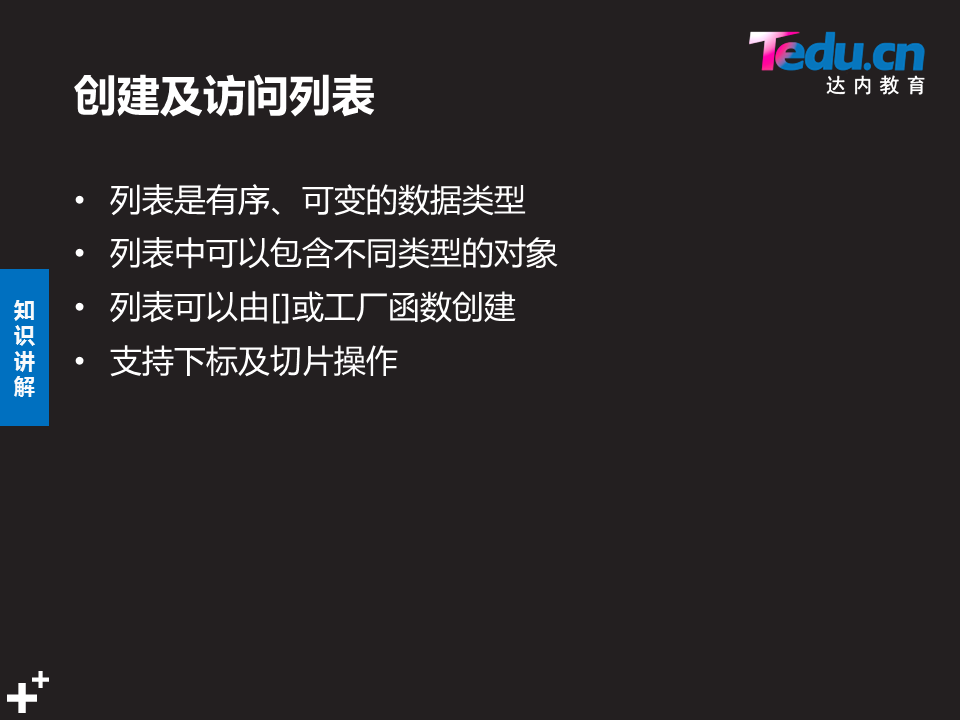 Tedu.cn
达内教育
创建及访问列表
• 列表是有序、可变的数据类型
• 列表中可以包含不同类型的对象
• 列表可以由[]或工厂函数创建
• 支持下标及切片操作
知识讲解